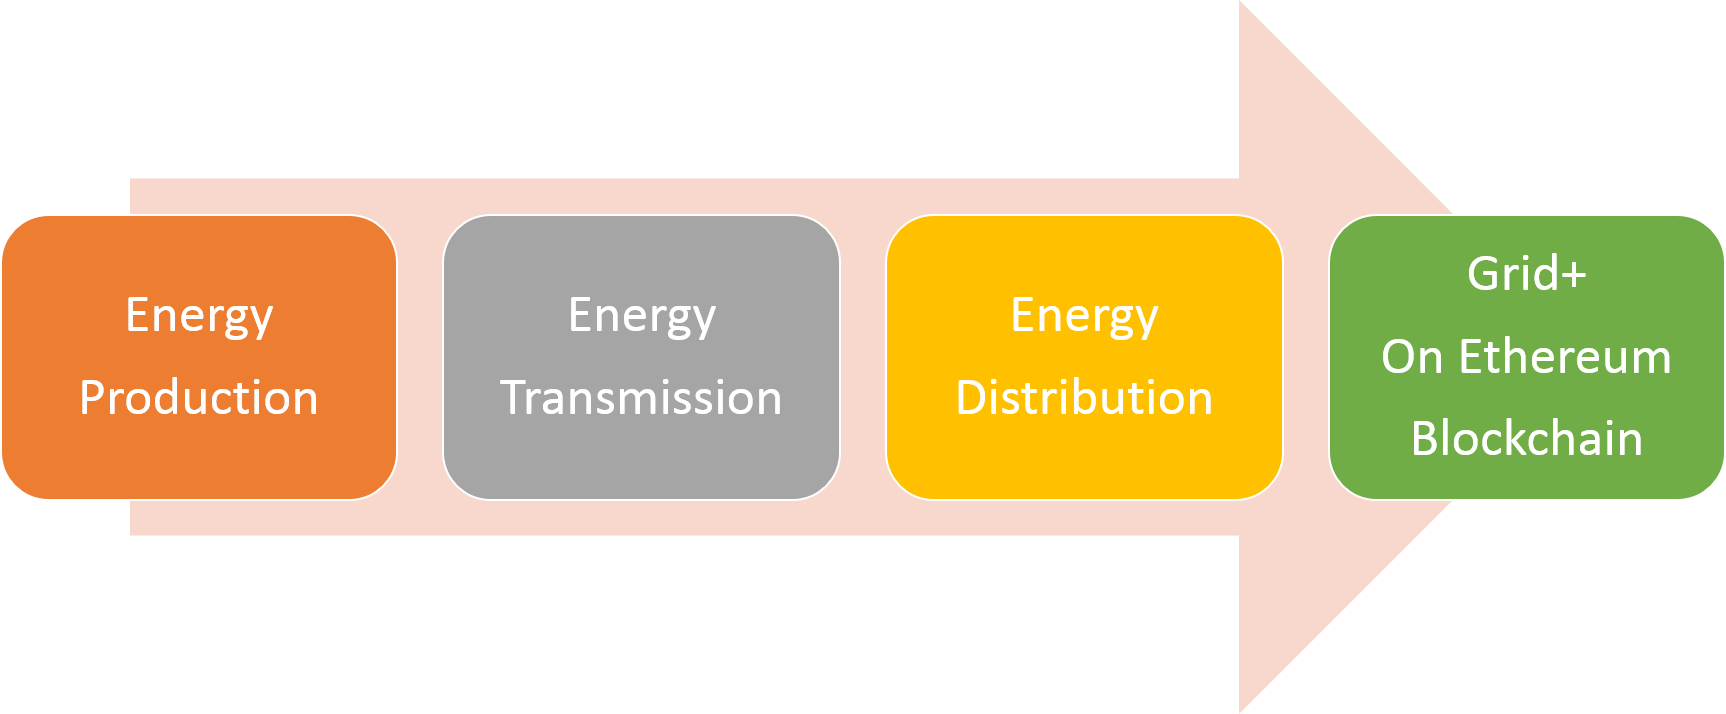 Energy
Production
Energy
Transmission
Energy
Distribution
Grid+
On Ethereum
Blockchain